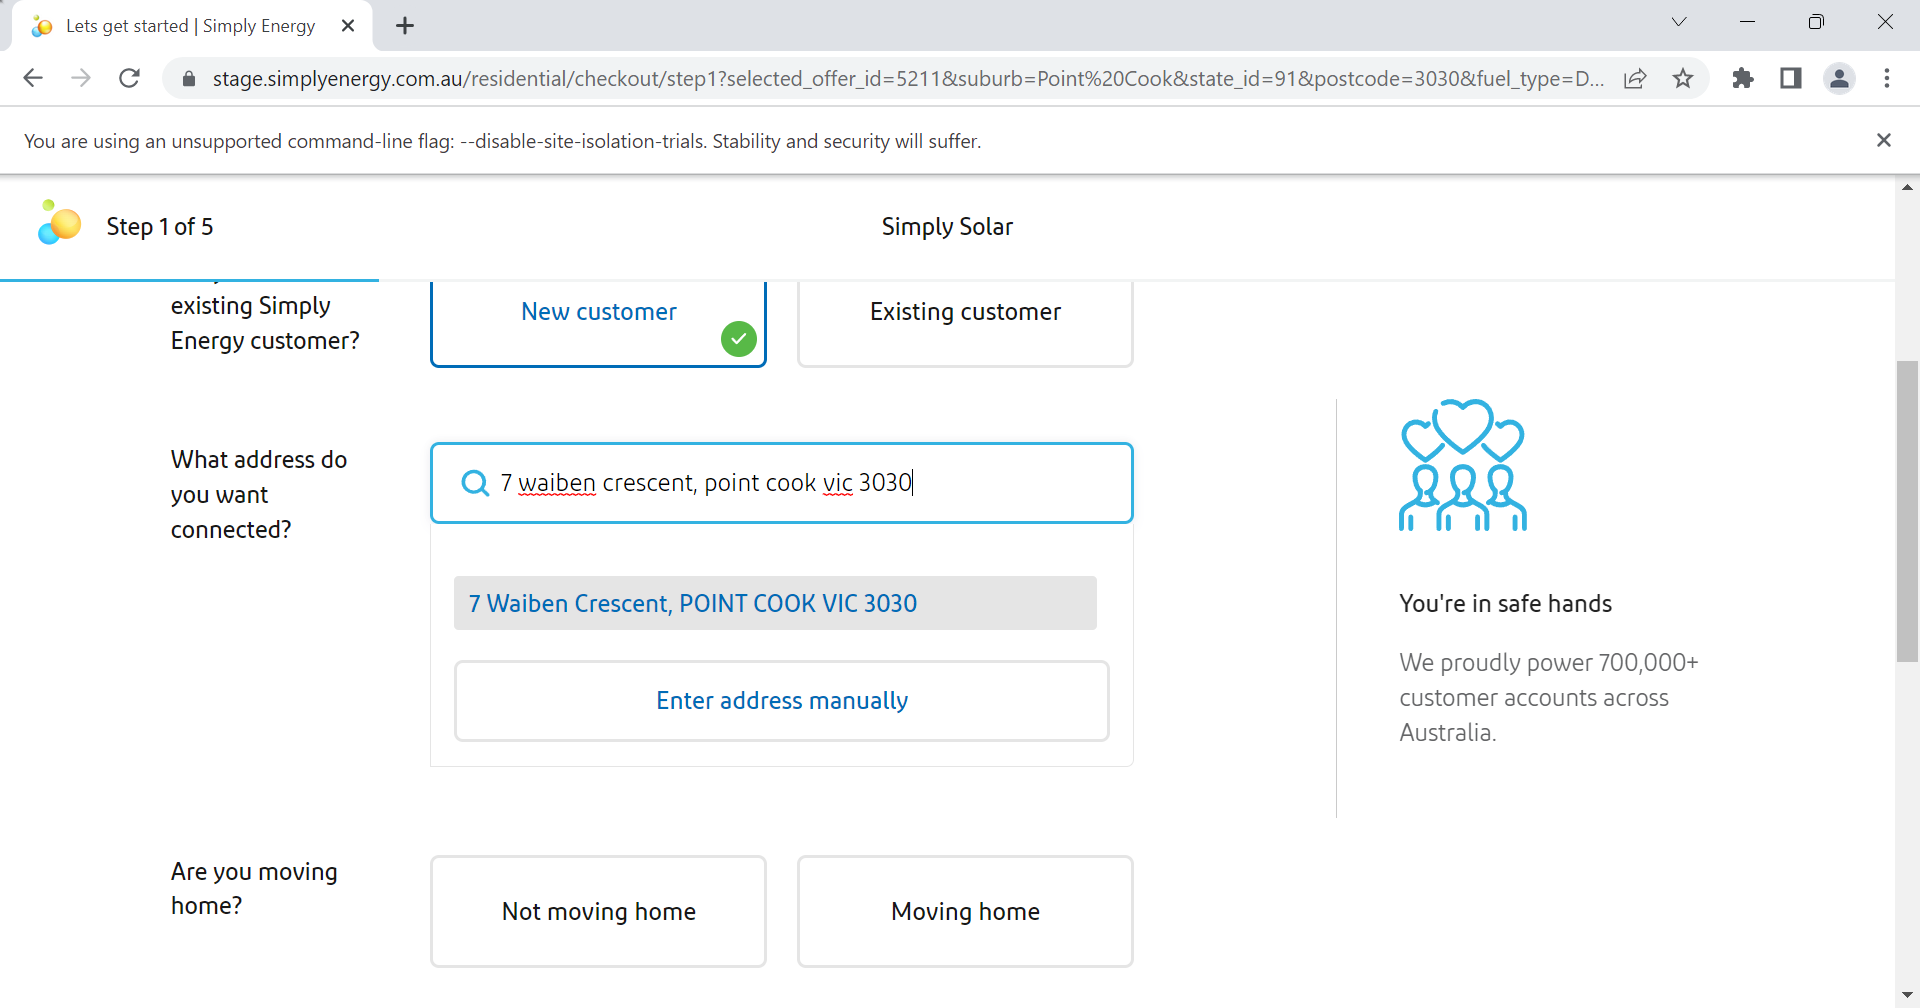 Lets get started | Simply Energy
stage.simplyenergy.com.au/residential/checkout/step1?selected_offer_id=5211&suburb=Point%20Cook&state_id=91&postcode=3030&fuel_type=D...
You are using an unsupported command-line flag: --disable-site-isolation-trials. Stability and security will suffer.
Step 1 of 5
Simply Solar
existing Simply
Energy customer?
New customer
Existing customer
What address do
you want
connected?
7 waiben crescent, point cook vic 3030
7 Waiben Crescent, POINT COOK VIC 3030
Enter address manually
You're in safe hands
We proudly power 700,000+
customer accounts across
Australia.
Are you moving
home?
Not moving home
Moving home